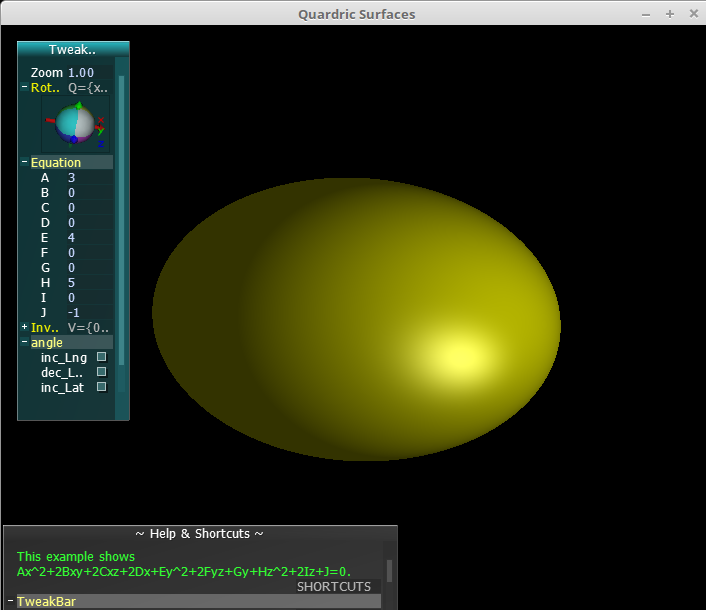 Quardric Surfaces
Tweak..
Zoom 1.00
Rot.. Q={x..
X
Y
Z
Equation
A 3
B 0
C 0
D 0
E 4
F 0
G 0
H 5
I 0
J -1
Inv.. V={0..
angle
inc_Lng
dec_L..
inc_Lat
~ Help & Shortcuts ~
This example shows
Ax^2+2Bxy+2Cxz+2Dx+Ey^2+2Fyz+Gy+Hz^2+2Iz+J=0.
SHORTCUTS
TweakBar